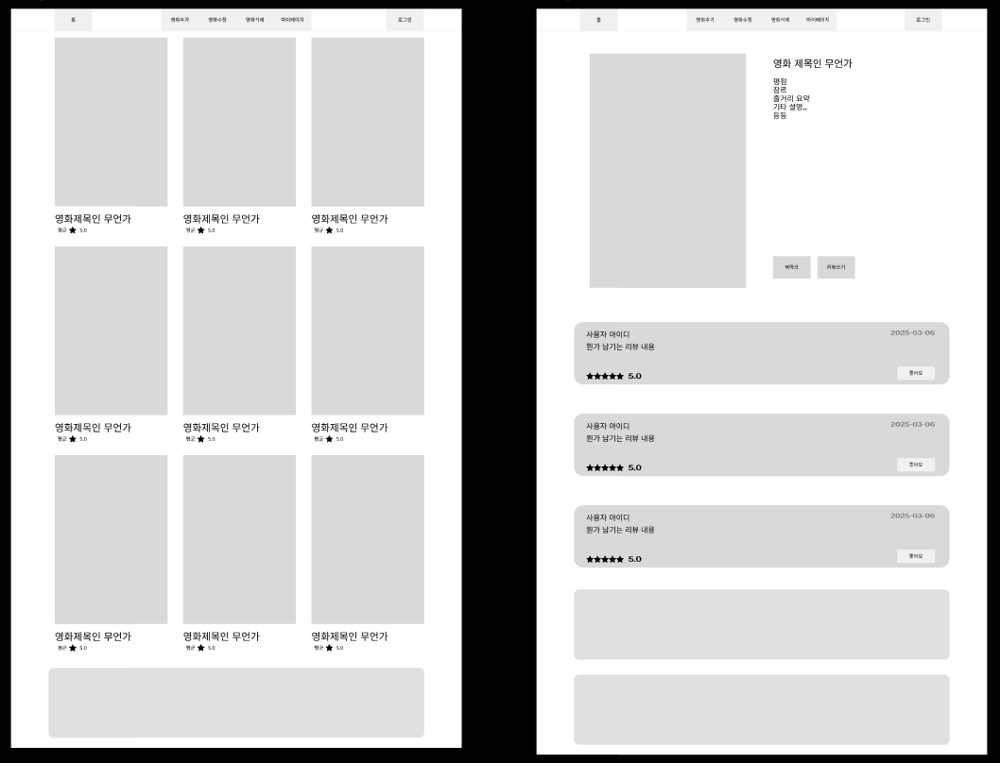 홈 영화추가 영화수정 영화삭제 마이페이지 로그인
영화제목인 무언가 영화제목인 무언가 영화제목인 무언가
평균 5.0 평균 5.0 평균 5.0
영화제목인 무언가 영화제목인 무언가 영화제목인 무언가
평균 5.0 평균 5.0 평균 5.0
영화제목인 무언가 영화제목인 무언가 영화제목인 무언가
평균 5.0 평균 5.0 평균 5.0
홈 영화추가 영화수정 영화삭제 마이페이지 로그인
영화 제목인 무언가
평점
장르
줄거리 요약
기타 설명..
등등
북마크 리뷰쓰기
사용자 아이디 2025-03-06
뭔가 남기는 리뷰 내용
★★★★★ 5.0 좋아요
사용자 아이디 2025-03-06
뭔가 남기는 리뷰 내용
★★★★★ 5.0 좋아요
사용자 아이디 2025-03-06
뭔가 남기는 리뷰 내용
★★★★★ 5.0 좋아요